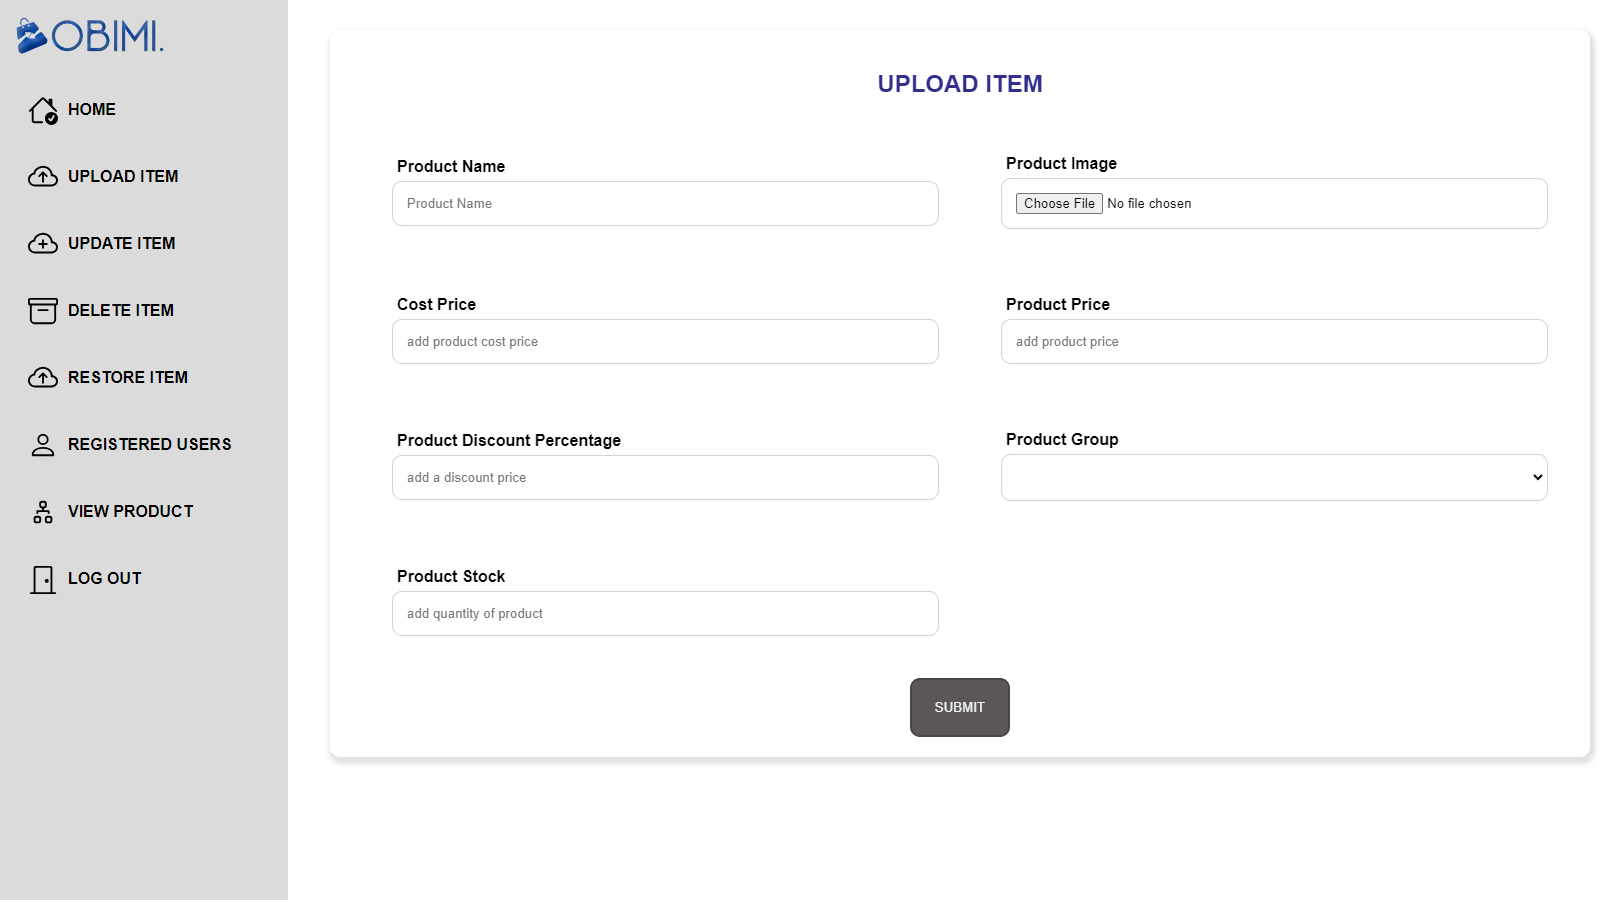 OBIMI.
HOME
UPLOAD ITEM
UPDATE ITEM
DELETE ITEM
RESTORE ITEM
REGISTERED USERS
VIEW PRODUCT
LOG OUT
UPLOAD ITEM
Product Name
Product Name
Product Image
Choose File No file chosen
Cost Price
add product cost price
Product Price
add product price
Product Discount Percentage
add a discount price
Product Group
Product Stock
add quantity of product
SUBMIT